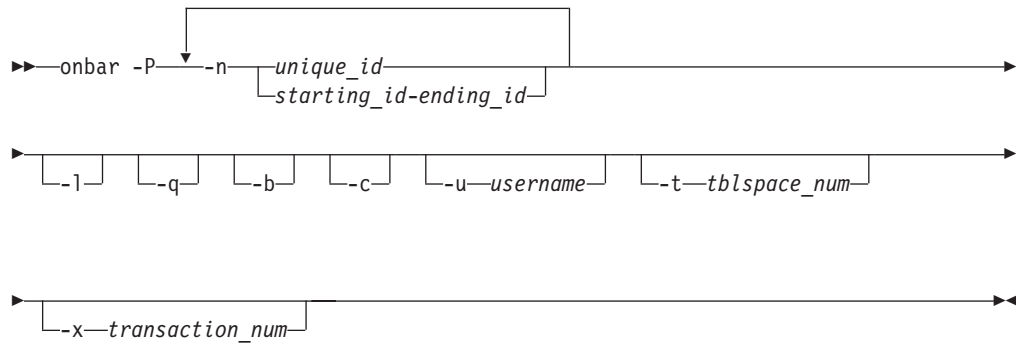 onbar -P -n unique_id
starting_id-ending_id
-l -q -b -c -u username -t tblspace_num
-x transaction_num